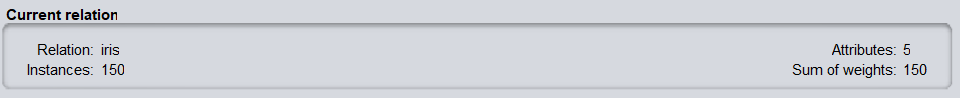 Current relation
Relation: iris Attributes: 5
Instances: 150 Sum of weights: 150